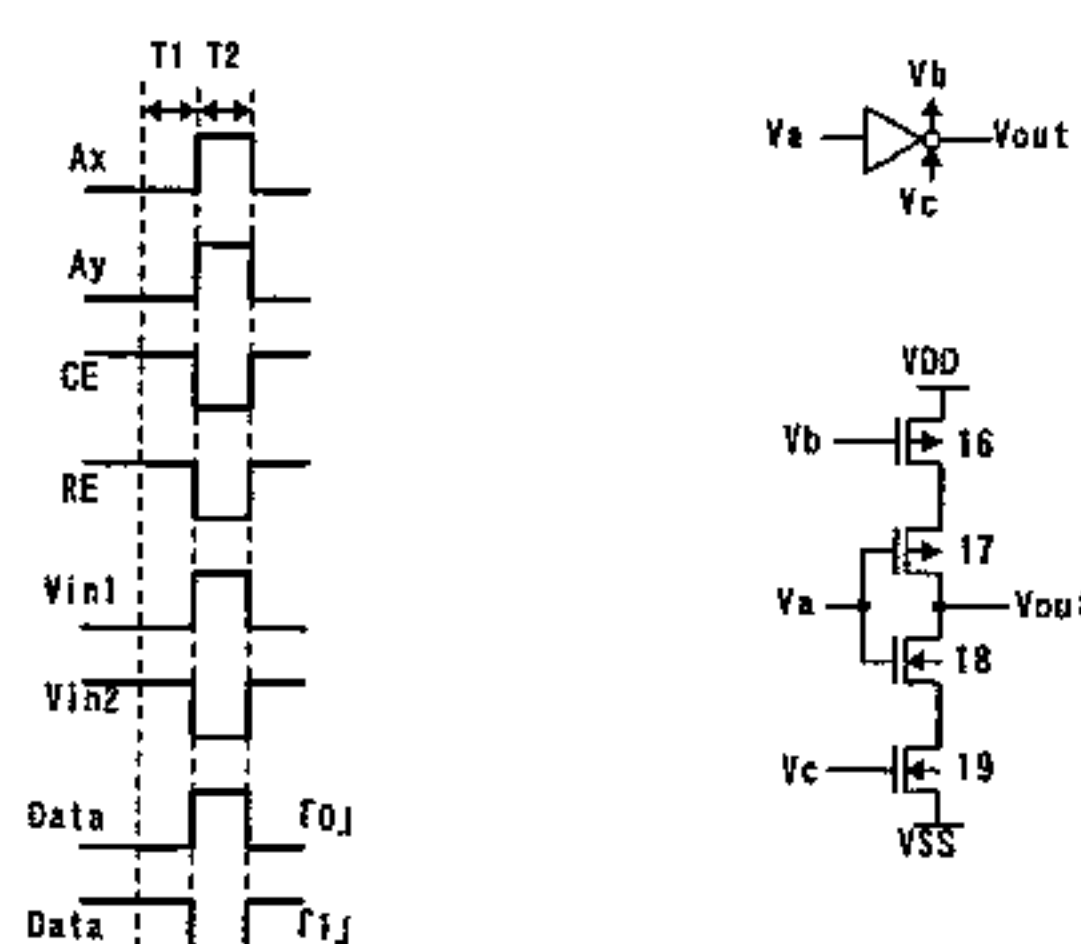 T1 T2
Ax
Ay
CE
RE
Vin1
Vin2
Data 「0」
Data 「1」
Vb
Va Vout
Vc
VDD
Vb 16
17
Va Vout
18
Vc 19
VSS